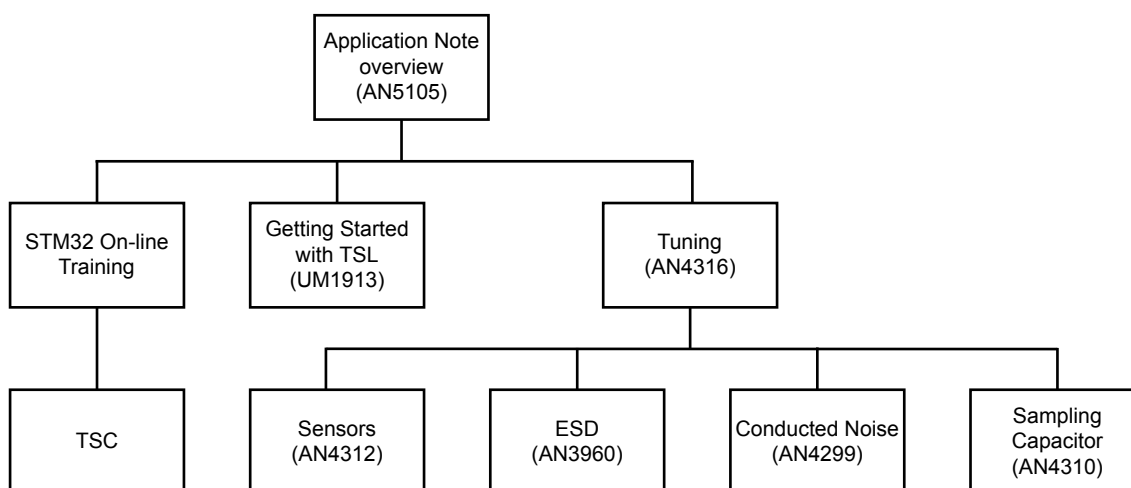 Application Note
overview
(AN5105)
STM32 On-line
Training
Getting Started
with TSL
(UM1913)
Tuning
(AN4316)
TSC
Sensors
(AN4312)
ESD
(AN3960)
Conducted Noise
(AN4299)
Sampling
Capacitor
(AN4310)